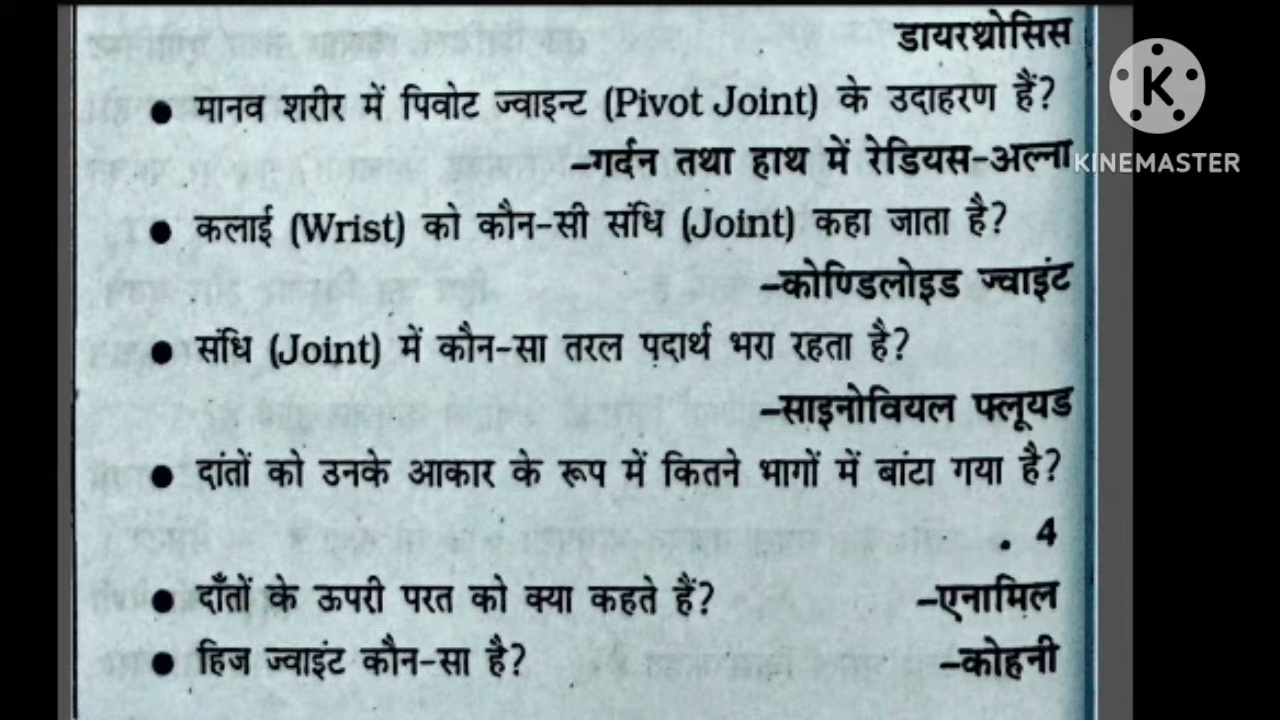 डायरथ्रोसिस
● मानव शरीर में पिवोट ज्वाइन्ट (Pivot Joint) के उदाहरण हैं?
–गर्दन तथा हाथ में रेडियस-अल्ना
KINEMASTER
● कलाई (Wrist) को कौन-सी संधि (Joint) कहा जाता है?
–कोण्डिलोइड ज्वाइंट
● संधि (Joint) में कौन-सा तरल पदार्थ भरा रहता है?
–साइनोवियल फ्लूयड
● दांतों को उनके आकार के रूप में कितने भागों में बांटा गया है?
. 4
● दाँतों के ऊपरी परत को क्या कहते हैं? –एनामिल
● हिज ज्वाइंट कौन-सा है? –कोहनी